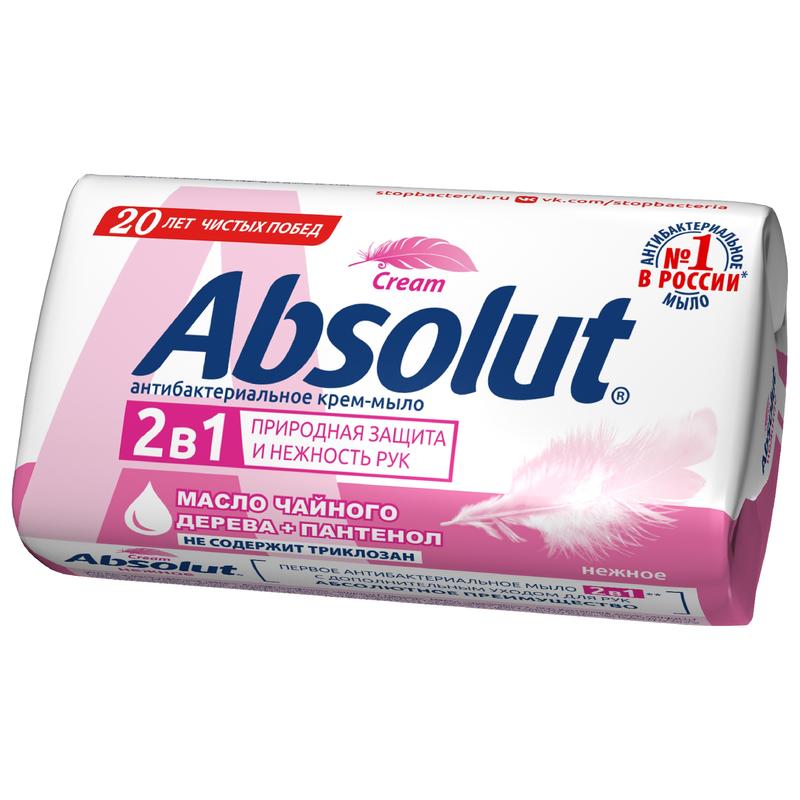 stopbacteria.ru vk.com/stopbacteria
20 ЛЕТ ЧИСТЫХ ПОБЕД
АНТИБАКТЕРИАЛЬНОЕ
№1
В РОССИИ*
МЫЛО
Cream
Absolut®
антибактериальное крем-мыло
2в1
ПРИРОДНАЯ ЗАЩИТА
И НЕЖНОСТЬ РУК
МАСЛО ЧАЙНОГО
ДЕРЕВА + ПАНТЕНОЛ
НЕ СОДЕРЖИТ ТРИКЛОЗАН
нежное
Cream
Absolut®
нежное
ПЕРВОЕ АНТИБАКТЕРИАЛЬНОЕ МЫЛО 2в1**
С ДОПОЛНИТЕЛЬНЫМ УХОДОМ ДЛЯ РУК
АБСОЛЮТНОЕ ПРЕИМУЩЕСТВО
Absolut